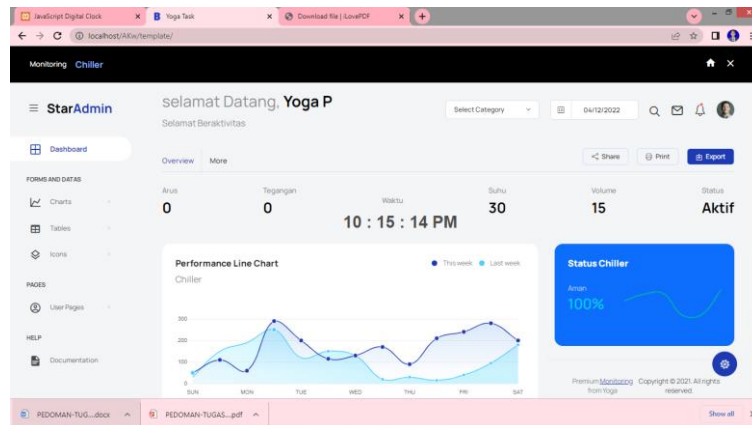 JavaScript Digital Clock
Yoga Task
Download file | iLovePDF
localhost/AKw/template/
Monitoring Chiller
StarAdmin
selamat Datang, Yoga P
Selamat Beraktivitas
Select Category
04/12/2022
Dashboard
Overview More
Share Print Export
FORMS AND DATAS
Charts
Tables
Icons
PAGES
User Pages
HELP
Documentation
Arus Tegangan Waktu Suhu Volume Status
0 0 10 : 15 : 14 PM 30 15 Aktif
Performance Line Chart
Chiller
This week Last week
300
200
100
0
SUN MON TUE WED THU FRI SAT
Status Chiller
Aman
100%
Premium Monitoring from Yoga
Copyright © 2021. All rights reserved.
PEDOMAN-TUG....docx
PEDOMAN-TUGAS....pdf
Show all